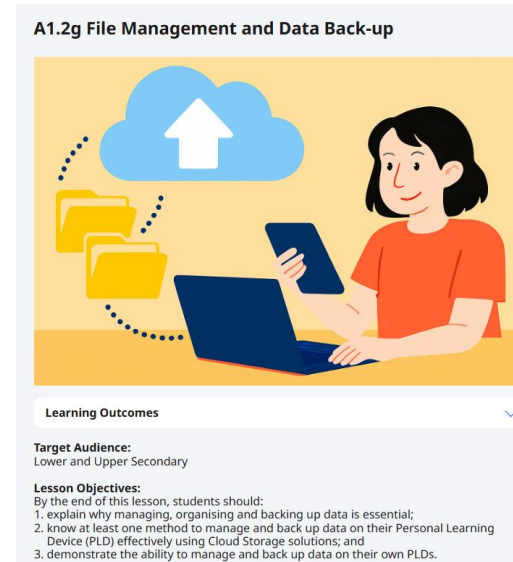 A1.2g File Management and Data Back-up
Learning Outcomes
Target Audience:
Lower and Upper Secondary
Lesson Objectives:
By the end of this lesson, students should:
1. explain why managing, organising and backing up data is essential;
2. know at least one method to manage and back up data on their Personal Learning
Device (PLD) effectively using Cloud Storage solutions; and
3. demonstrate the ability to manage and back up data on their own PLDs.